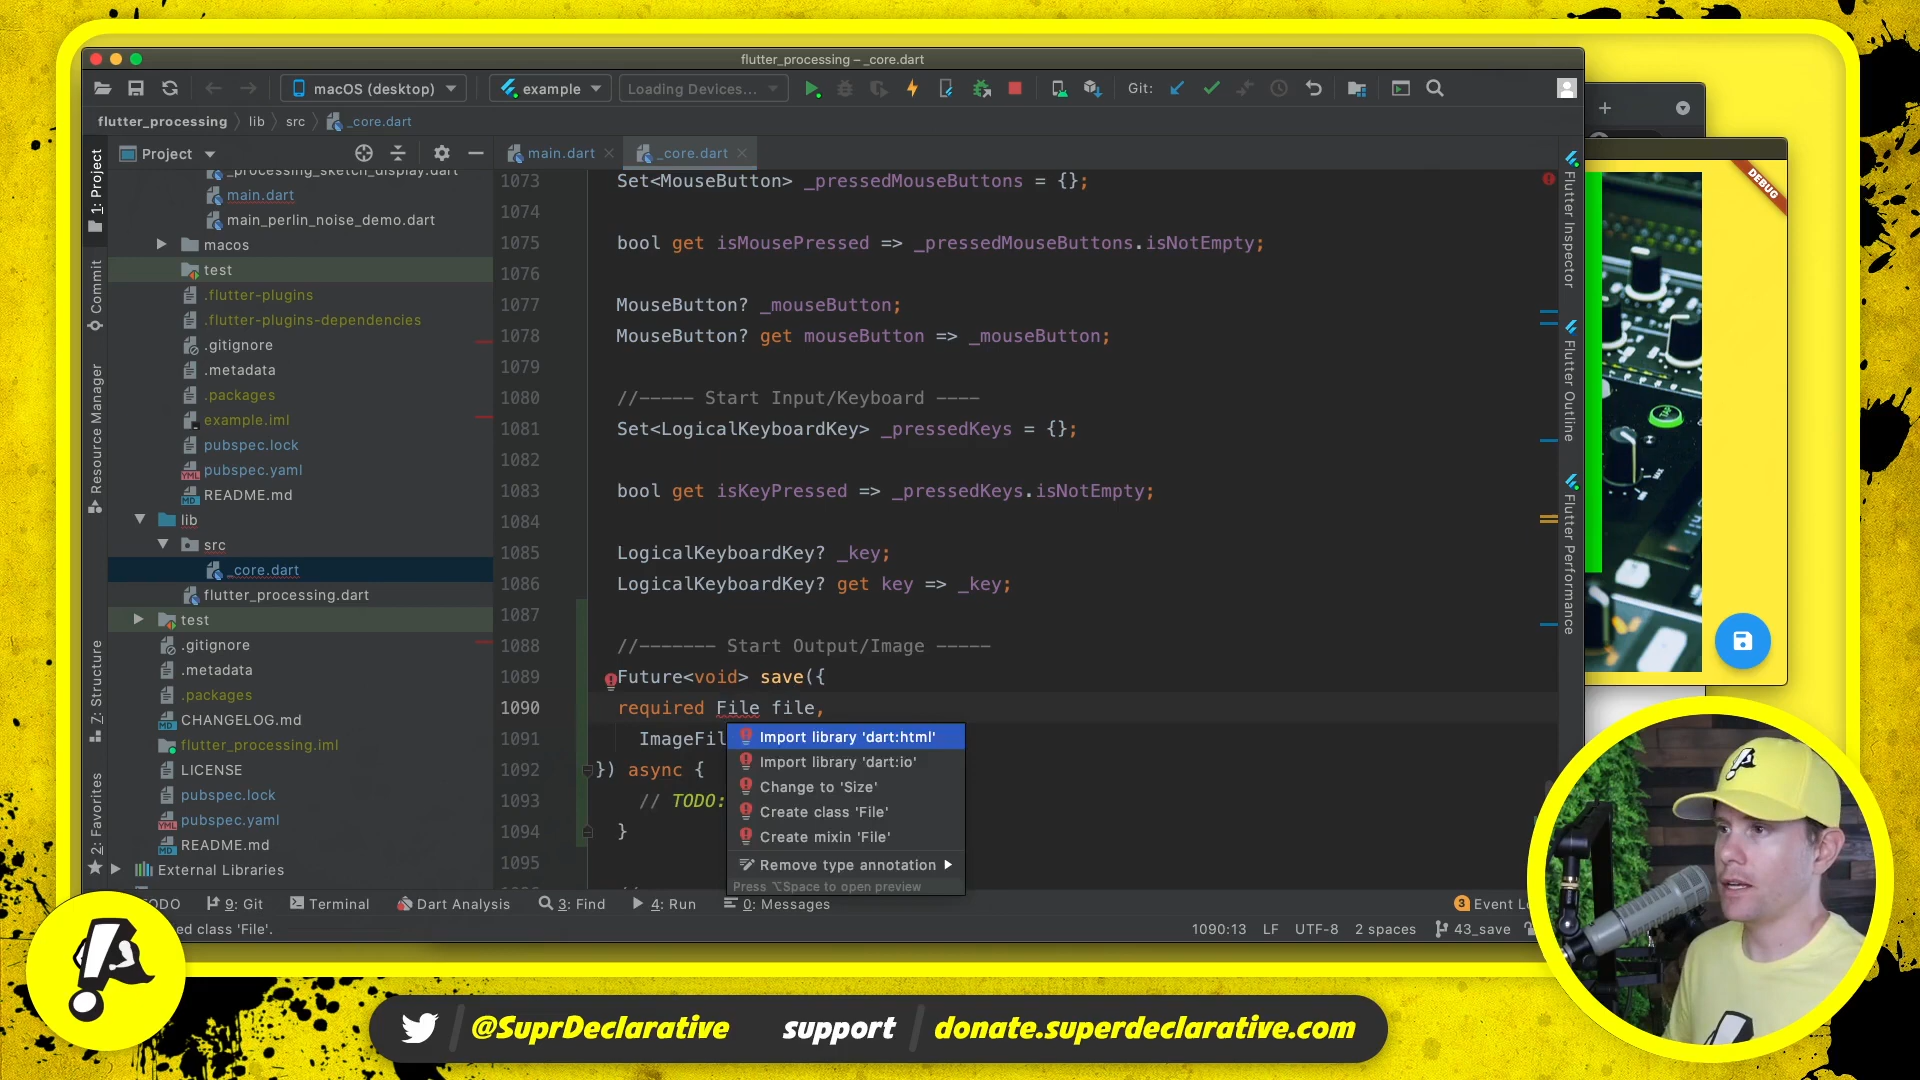 flutter_processing – _core.dart
macOS (desktop)
example
Loading Devices...
Git:
flutter_processing
lib
src
_core.dart
1: Project
Commit
Resource Manager
7: Structure
2: Favorites
Project
_processing_sketch_display.dart
main.dart
main_perlin_noise_demo.dart
macos
test
.flutter-plugins
.flutter-plugins-dependencies
.gitignore
.metadata
.packages
example.iml
pubspec.lock
pubspec.yaml
README.md
lib
src
_core.dart
flutter_processing.dart
test
.gitignore
.metadata
.packages
CHANGELOG.md
flutter_processing.iml
LICENSE
pubspec.lock
pubspec.yaml
README.md
External Libraries
main.dart
_core.dart
1073 Set<MouseButton> _pressedMouseButtons = {};
1074
1075 bool get isMousePressed => _pressedMouseButtons.isNotEmpty;
1076
1077 MouseButton? _mouseButton;
1078 MouseButton? get mouseButton => _mouseButton;
1079
1080 //----- Start Input/Keyboard ----
1081 Set<LogicalKeyboardKey> _pressedKeys = {};
1082
1083 bool get isKeyPressed => _pressedKeys.isNotEmpty;
1084
1085 LogicalKeyboardKey? _key;
1086 LogicalKeyboardKey? get key => _key;
1087
1088 //------- Start Output/Image -----
1089 Future<void> save({
1090 required File file,
1091 ImageFil
1092 }) async {
1093 // TODO:
1094 }
1095
Import library 'dart:html'
Import library 'dart:io'
Change to 'Size'
Create class 'File'
Create mixin 'File'
Remove type annotation
Press ⌥Space to open preview
Flutter Inspector
Flutter Outline
Flutter Performance
DEBUG
TODO
9: Git
Terminal
Dart Analysis
3: Find
4: Run
0: Messages
3 Event L
ed class 'File'.
1090:13
LF
UTF-8
2 spaces
43_save
@SuprDeclarative
support
donate.superdeclarative.com